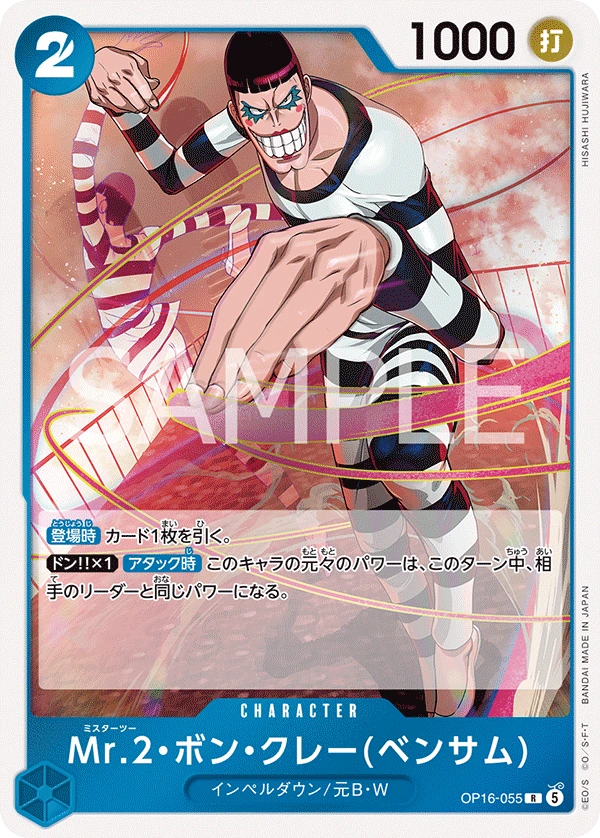 2
1000
打
HISASHI HUJIWARA
SAMPLE
登場時 カード1枚を引く。
ドン!!×1 アタック時 このキャラの元々のパワーは、このターン中、相
手のリーダーと同じパワーになる。
CHARACTER
ミスターツー
Mr.2・ボン・クレー(ベンサム)
インペルダウン/元B・W
OP16-055 R 5
©E.O/S ©O/S・F・T BANDAI MADE IN JAPAN